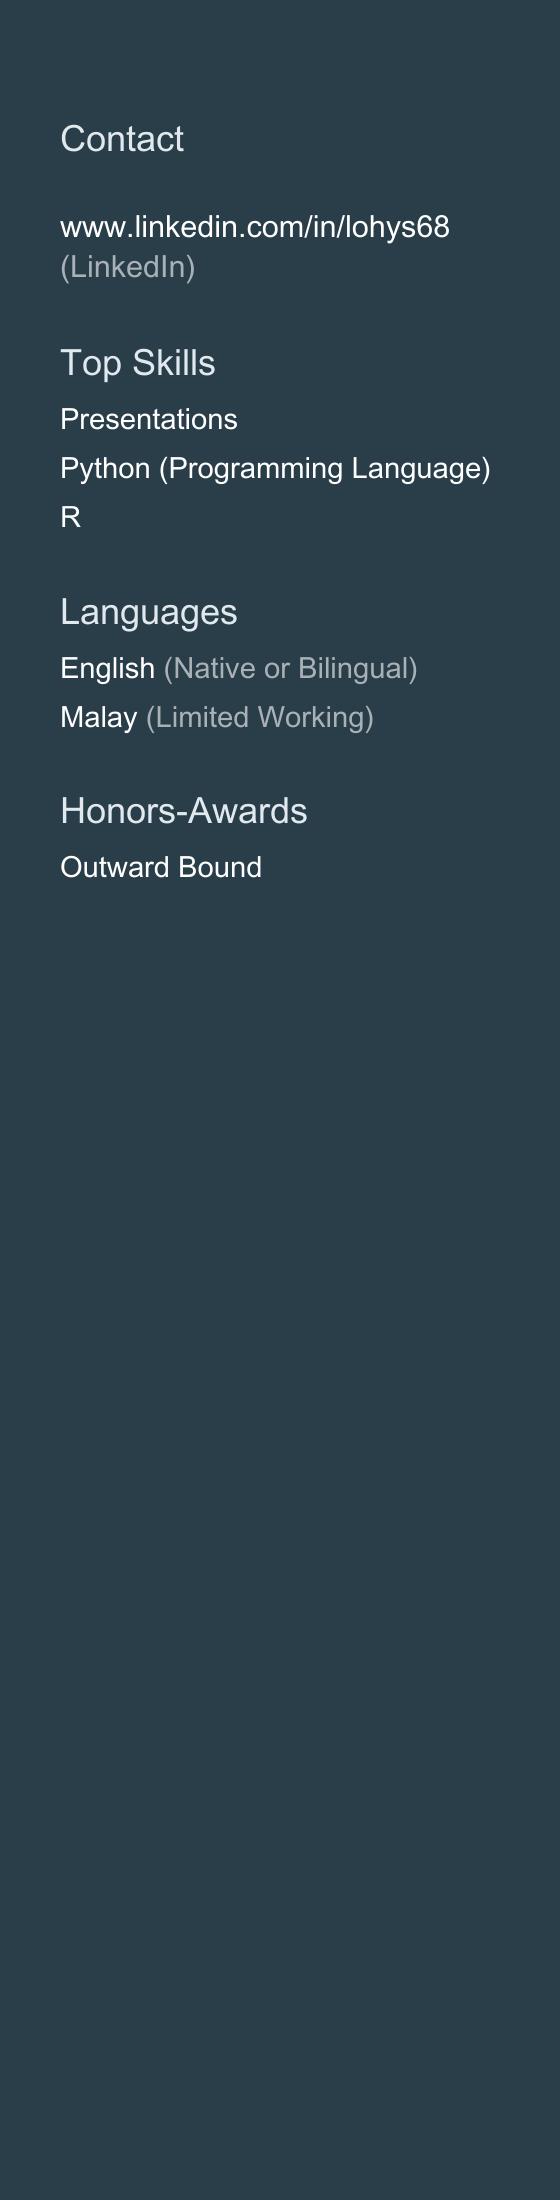 Contact
www.linkedin.com/in/lohys68
(LinkedIn)
Top Skills
Presentations
Python (Programming Language)
R
Languages
English (Native or Bilingual)
Malay (Limited Working)
Honors-Awards
Outward Bound